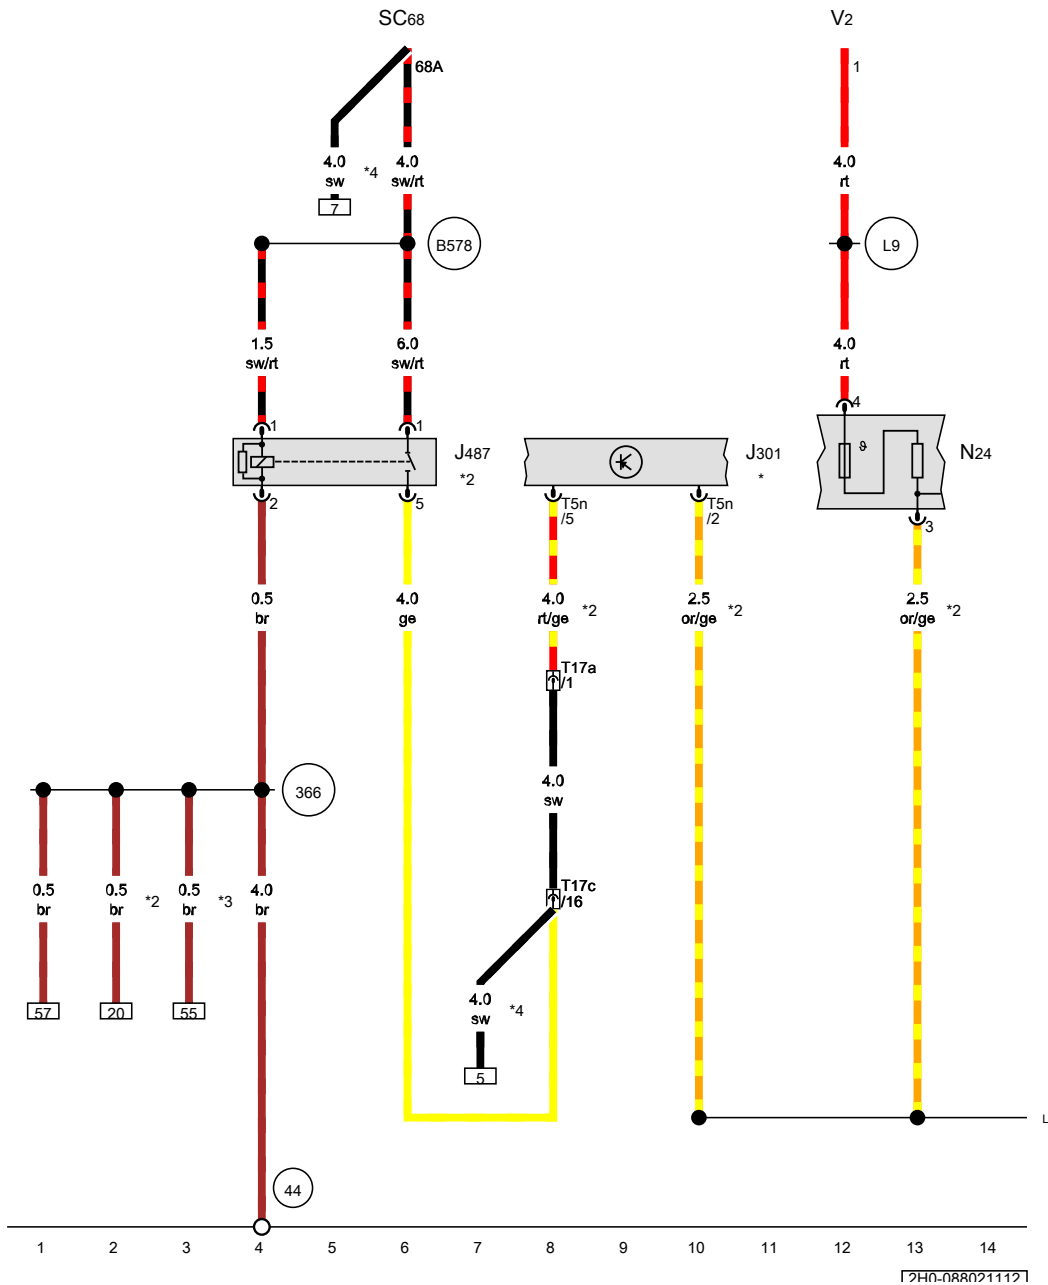 SC68
V2
68A
1
4.0
sw
*4
4.0
sw/rt
4.0
rt
7
B578
L9
1.5
sw/rt
6.0
sw/rt
4.0
rt
1
1
4
J487
*2
J301
*
ϑ
N24
2
5
T5n
/5
T5n
/2
3
0.5
br
4.0
ge
4.0
rt/ge
*2
2.5
or/ge
*2
2.5
or/ge
*2
T17a
/1
366
4.0
sw
0.5
br
0.5
br
*2
0.5
br
*3
4.0
br
T17c
/16
57
20
55
4.0
sw
*4
5
L
44
1 2 3 4 5 6 7 8 9 10 11 12 13 14
2H0-088021112